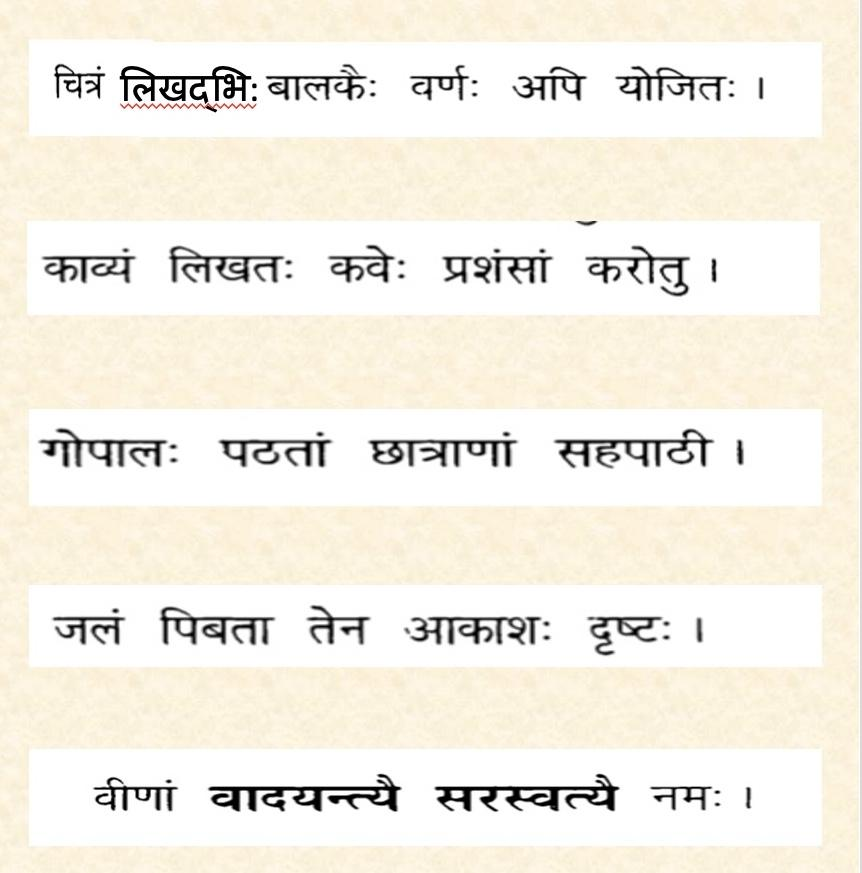 चित्रं लिखद्भि: बालकैः वर्णः अपि योजितः ।
काव्यं लिखतः कवेः प्रशंसां करोतु ।
गोपालः पठतां छात्राणां सहपाठी ।
जलं पिबता तेन आकाशः दृष्टः ।
वीणां वादयन्त्यै सरस्वत्यै नमः ।